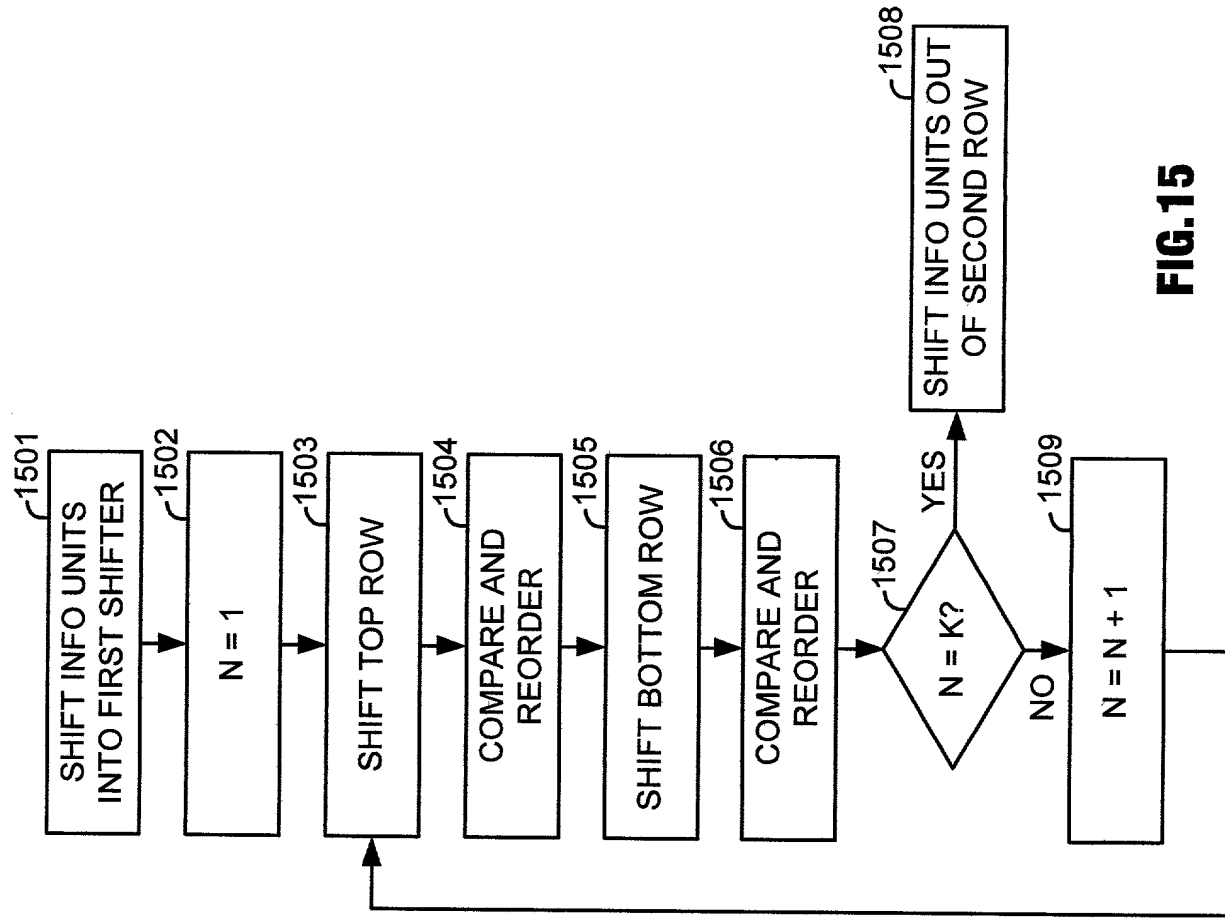 1501
SHIFT INFO UNITS
INTO FIRST SHIFTER
1502
N = 1
1503
SHIFT TOP ROW
1504
COMPARE AND
REORDER
1505
SHIFT BOTTOM ROW
1506
COMPARE AND
REORDER
1507
N = K?
YES
1508
SHIFT INFO UNITS OUT
OF SECOND ROW
NO
1509
N = N + 1
FIG.15